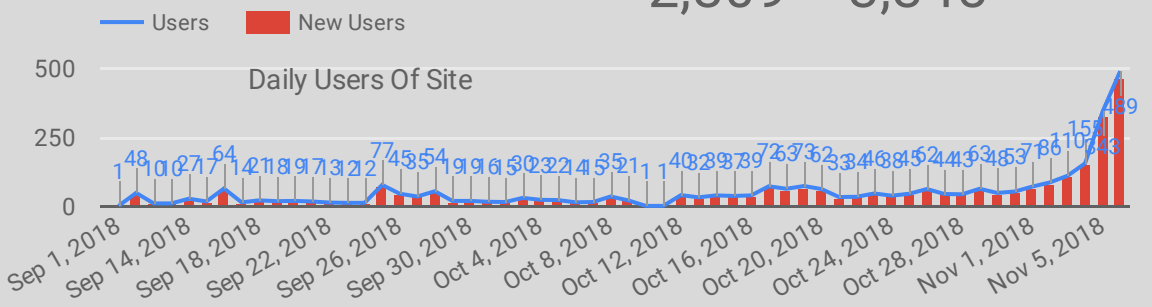 Users New Users
Daily Users Of Site
500
250
0
1 48 10 10 27 17 64 14 21 18 19 17 13 12 12 77 45 35 54 19 19 16 15 30 23 22 14 15 35 21 1 1 40 32 39 37 39 72 63 73 62 33 34 46 38 45 62 44 43 63 48 53 71 86 110 155 343 489
Sep 1, 2018 Sep 14, 2018 Sep 18, 2018 Sep 22, 2018 Sep 26, 2018 Sep 30, 2018 Oct 4, 2018 Oct 8, 2018 Oct 12, 2018 Oct 16, 2018 Oct 20, 2018 Oct 24, 2018 Oct 28, 2018 Nov 1, 2018 Nov 5, 2018